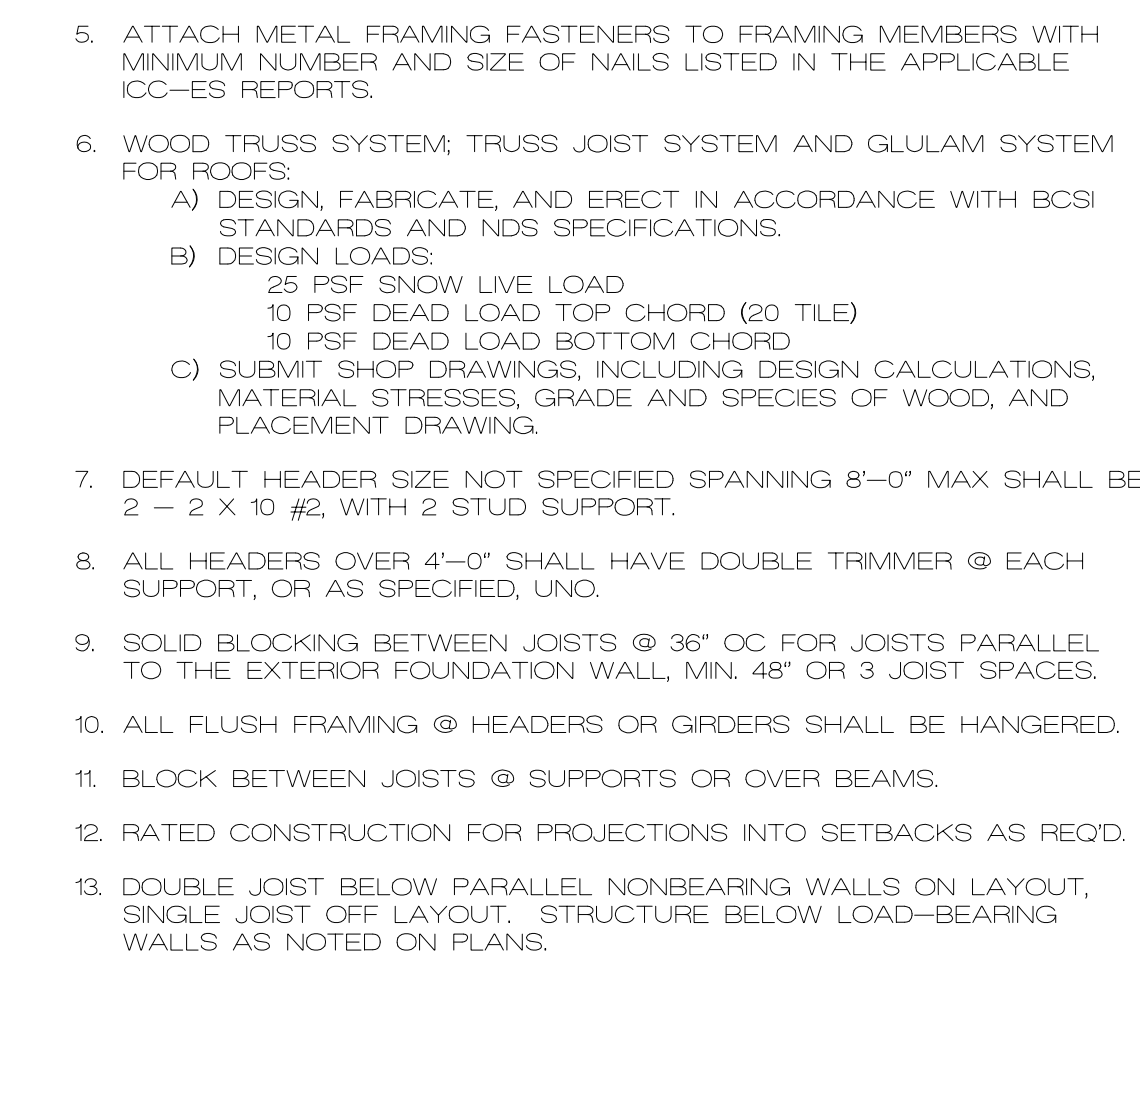 5. ATTACH METAL FRAMING FASTENERS TO FRAMING MEMBERS WITH
MINIMUM NUMBER AND SIZE OF NAILS LISTED IN THE APPLICABLE
ICC–ES REPORTS.
6. WOOD TRUSS SYSTEM; TRUSS JOIST SYSTEM AND GLULAM SYSTEM
FOR ROOFS:
A) DESIGN, FABRICATE, AND ERECT IN ACCORDANCE WITH BCSI
STANDARDS AND NDS SPECIFICATIONS.
B) DESIGN LOADS:
25 PSF SNOW LIVE LOAD
10 PSF DEAD LOAD TOP CHORD (20 TILE)
10 PSF DEAD LOAD BOTTOM CHORD
C) SUBMIT SHOP DRAWINGS, INCLUDING DESIGN CALCULATIONS,
MATERIAL STRESSES, GRADE AND SPECIES OF WOOD, AND
PLACEMENT DRAWING.
7. DEFAULT HEADER SIZE NOT SPECIFIED SPANNING 8'–0" MAX SHALL BE
2 – 2 X 10 #2, WITH 2 STUD SUPPORT.
8. ALL HEADERS OVER 4'–0" SHALL HAVE DOUBLE TRIMMER @ EACH
SUPPORT, OR AS SPECIFIED, UNO.
9. SOLID BLOCKING BETWEEN JOISTS @ 36" OC FOR JOISTS PARALLEL
TO THE EXTERIOR FOUNDATION WALL, MIN. 48" OR 3 JOIST SPACES.
10. ALL FLUSH FRAMING @ HEADERS OR GIRDERS SHALL BE HANGERED.
11. BLOCK BETWEEN JOISTS @ SUPPORTS OR OVER BEAMS.
12. RATED CONSTRUCTION FOR PROJECTIONS INTO SETBACKS AS REQ'D.
13. DOUBLE JOIST BELOW PARALLEL NONBEARING WALLS ON LAYOUT,
SINGLE JOIST OFF LAYOUT. STRUCTURE BELOW LOAD–BEARING
WALLS AS NOTED ON PLANS.